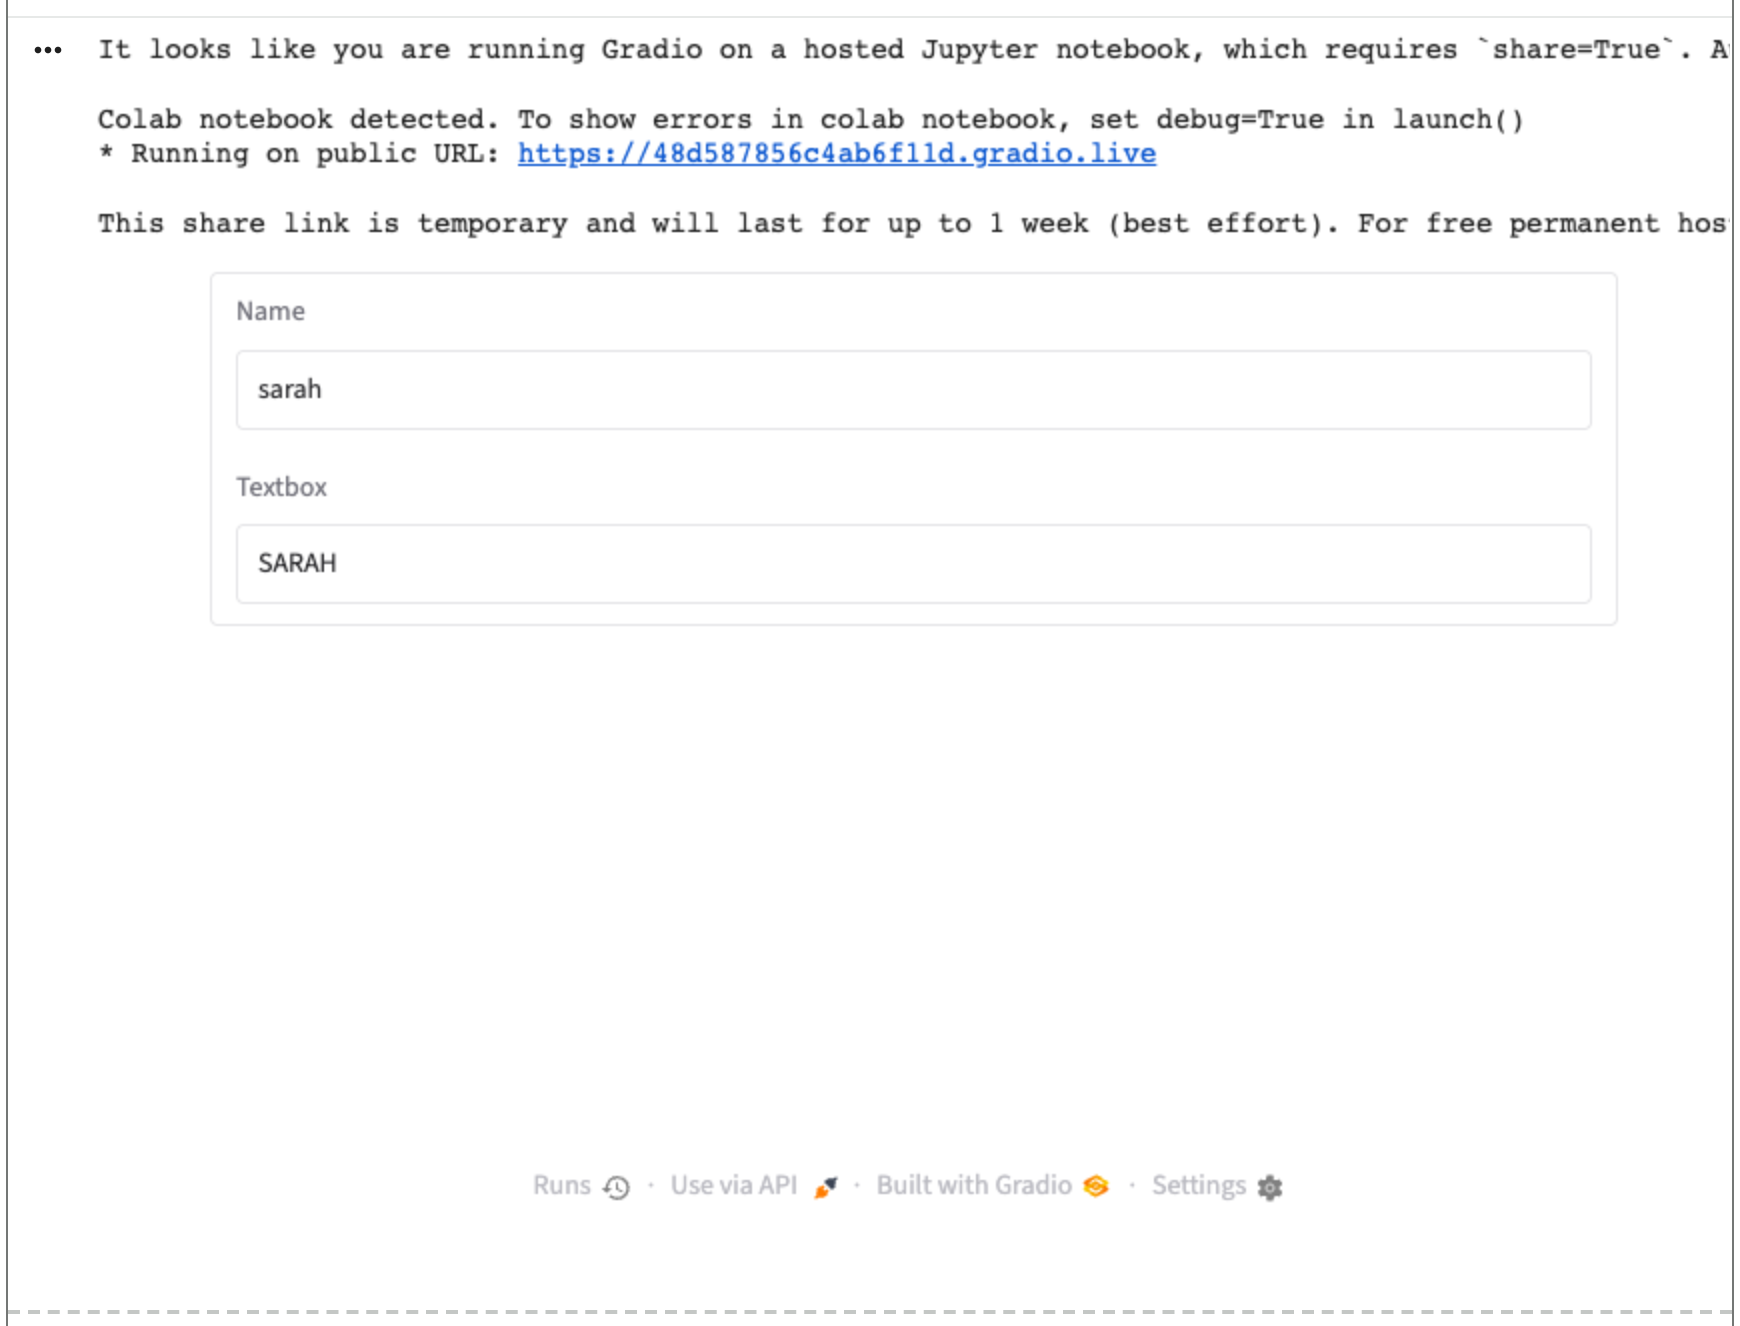 It looks like you are running Gradio on a hosted Jupyter notebook, which requires `share=True`.
Colab notebook detected. To show errors in colab notebook, set debug=True in launch()
* Running on public URL: https://48d587856c4ab6f11d.gradio.live
This share link is temporary and will last for up to 1 week (best effort). For free permanent
Name
sarah
Textbox
SARAH
Runs · Use via API · Built with Gradio · Settings